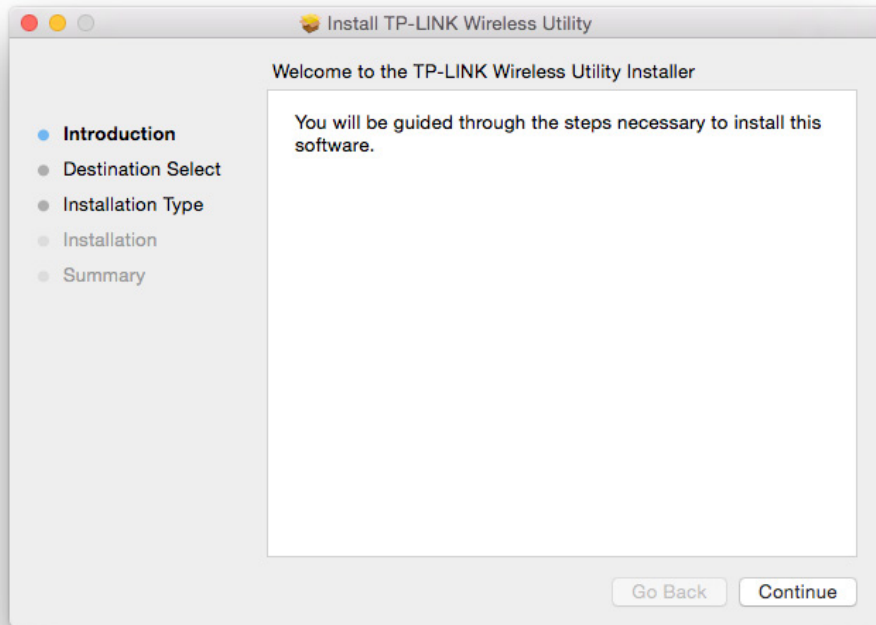 Install TP-LINK Wireless Utility
Welcome to the TP-LINK Wireless Utility Installer
Introduction
Destination Select
Installation Type
Installation
Summary
You will be guided through the steps necessary to install this
software.
Go Back
Continue